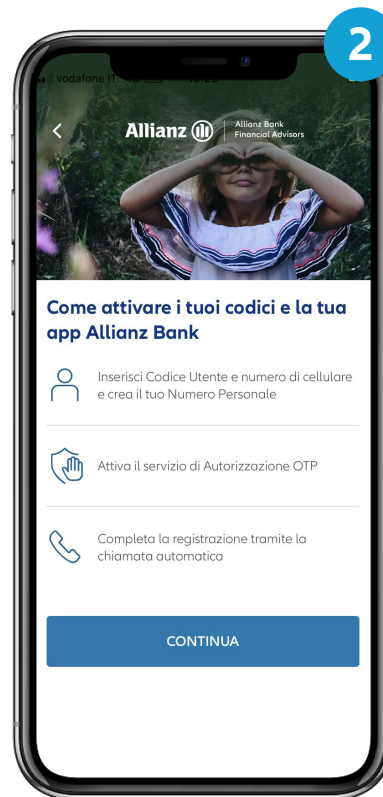 2
vodafone IT
Allianz
Allianz Bank
Financial Advisors
Come attivare i tuoi codici e la tua
app Allianz Bank
Inserisci Codice Utente e numero di cellulare
e crea il tuo Numero Personale
Attiva il servizio di Autorizzazione OTP
Completa la registrazione tramite la
chiamata automatica
CONTINUA